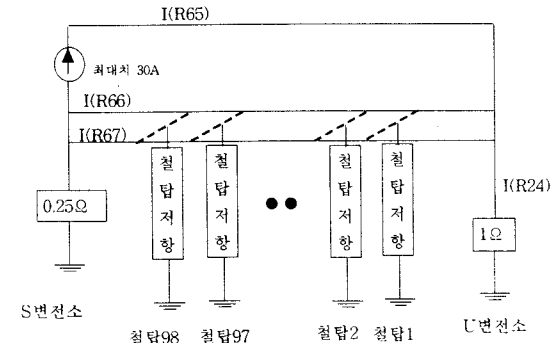 I(R65)
최대치 30A
I(R66)
I(R67)
철탑저항
철탑저항
철탑저항
철탑저항
I(R24)
0.25Ω
1Ω
S변전소
U변전소
철탑98
철탑97
철탑2
철탑1